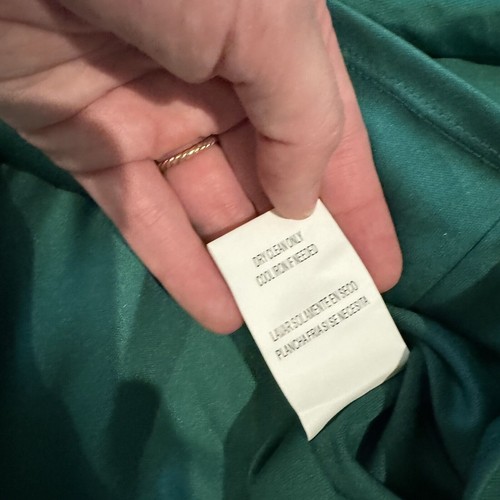 DRY CLEAN ONLY
COOL IRON IF NEEDED
LAVAR SOLAMENTE EN SECO
PLANCHA FRIA SI SE NECESITA